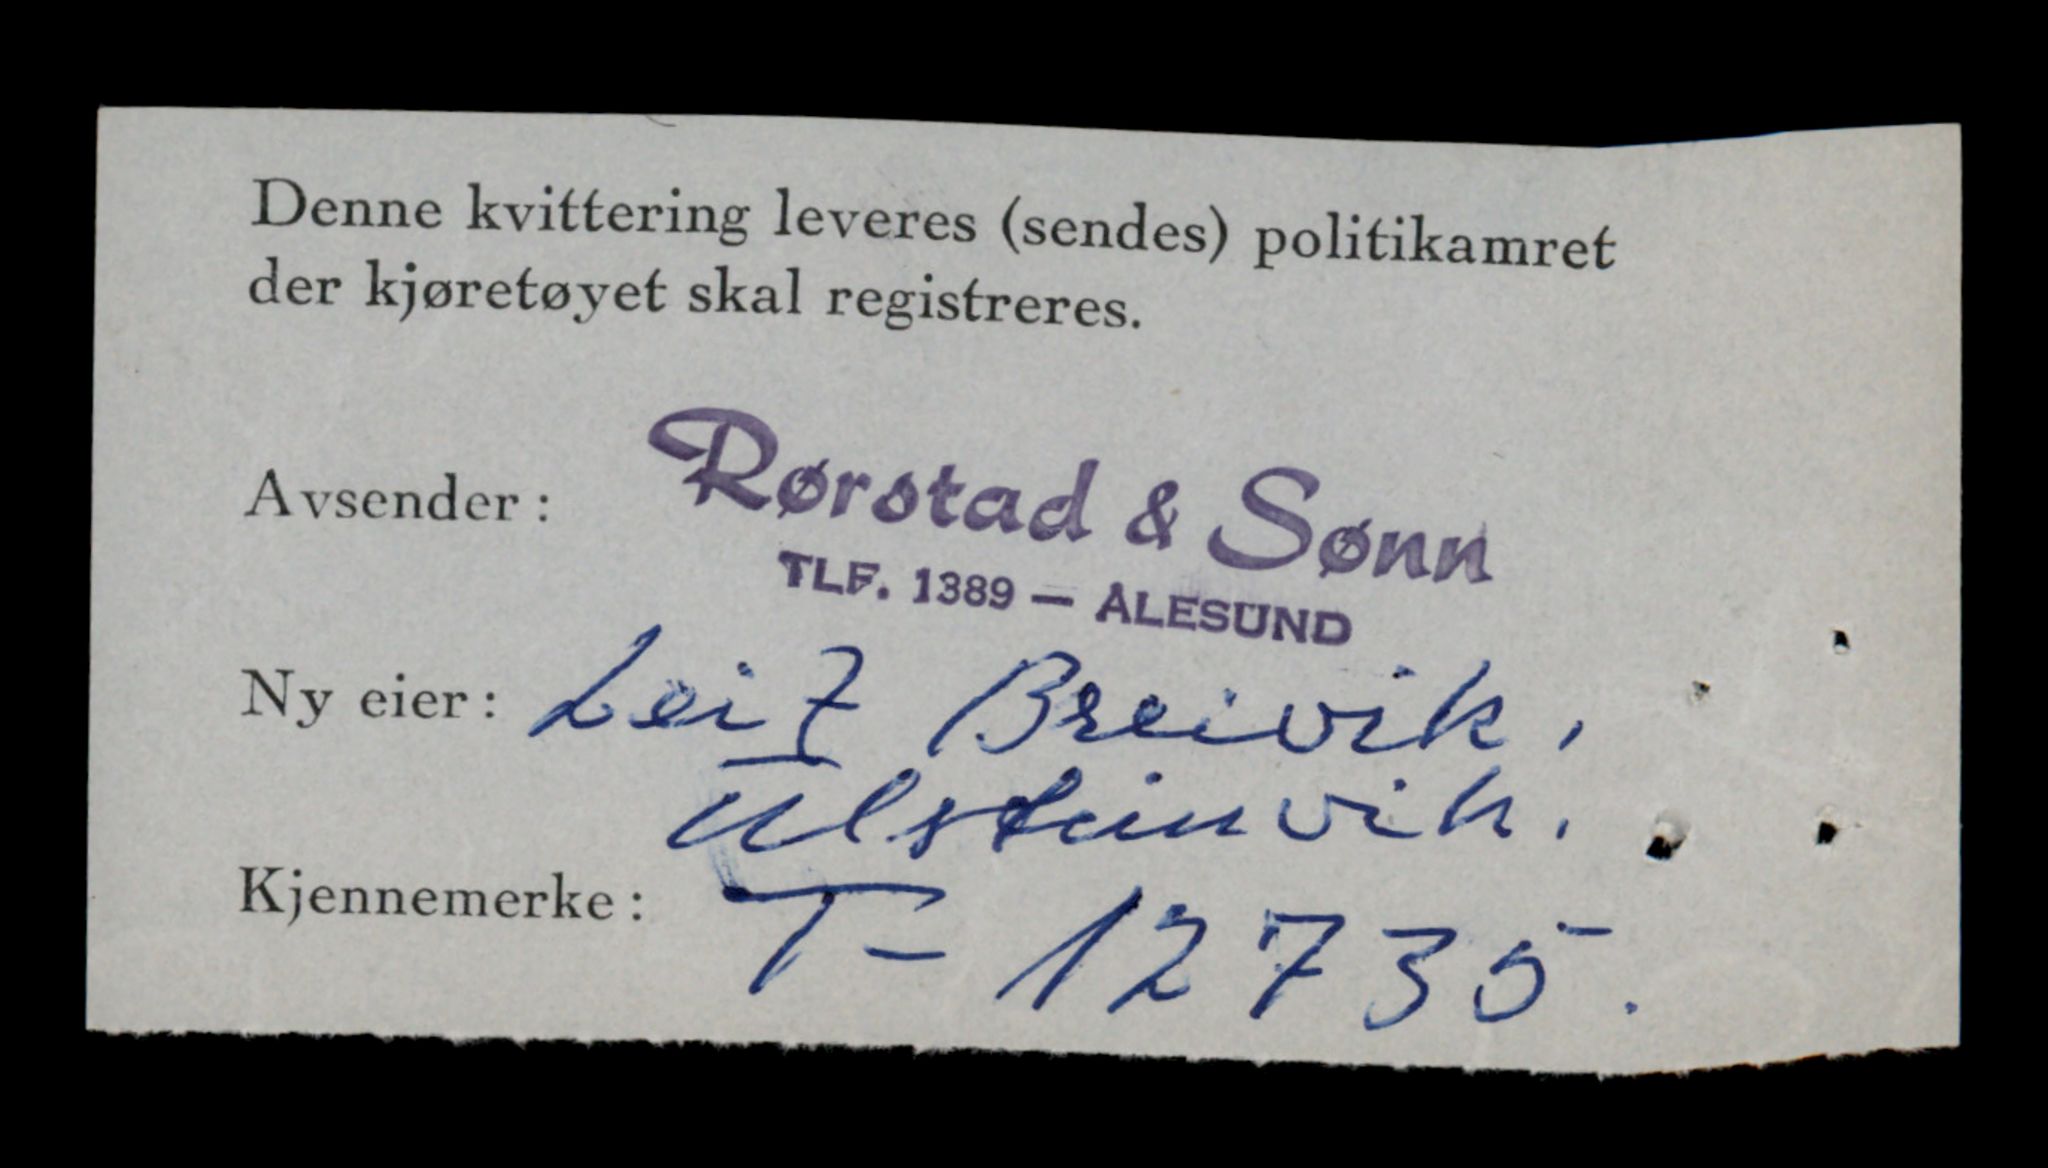 Denne kvittering leveres (sendes) politikamret
der kjøretøyet skal registreres.
Avsender: Rørstad & Sønn
TLF. 1389 — ÅLESUND
Ny eier: Leif Breivik,
Ulsteinvik.
Kjennemerke: T- 12735.